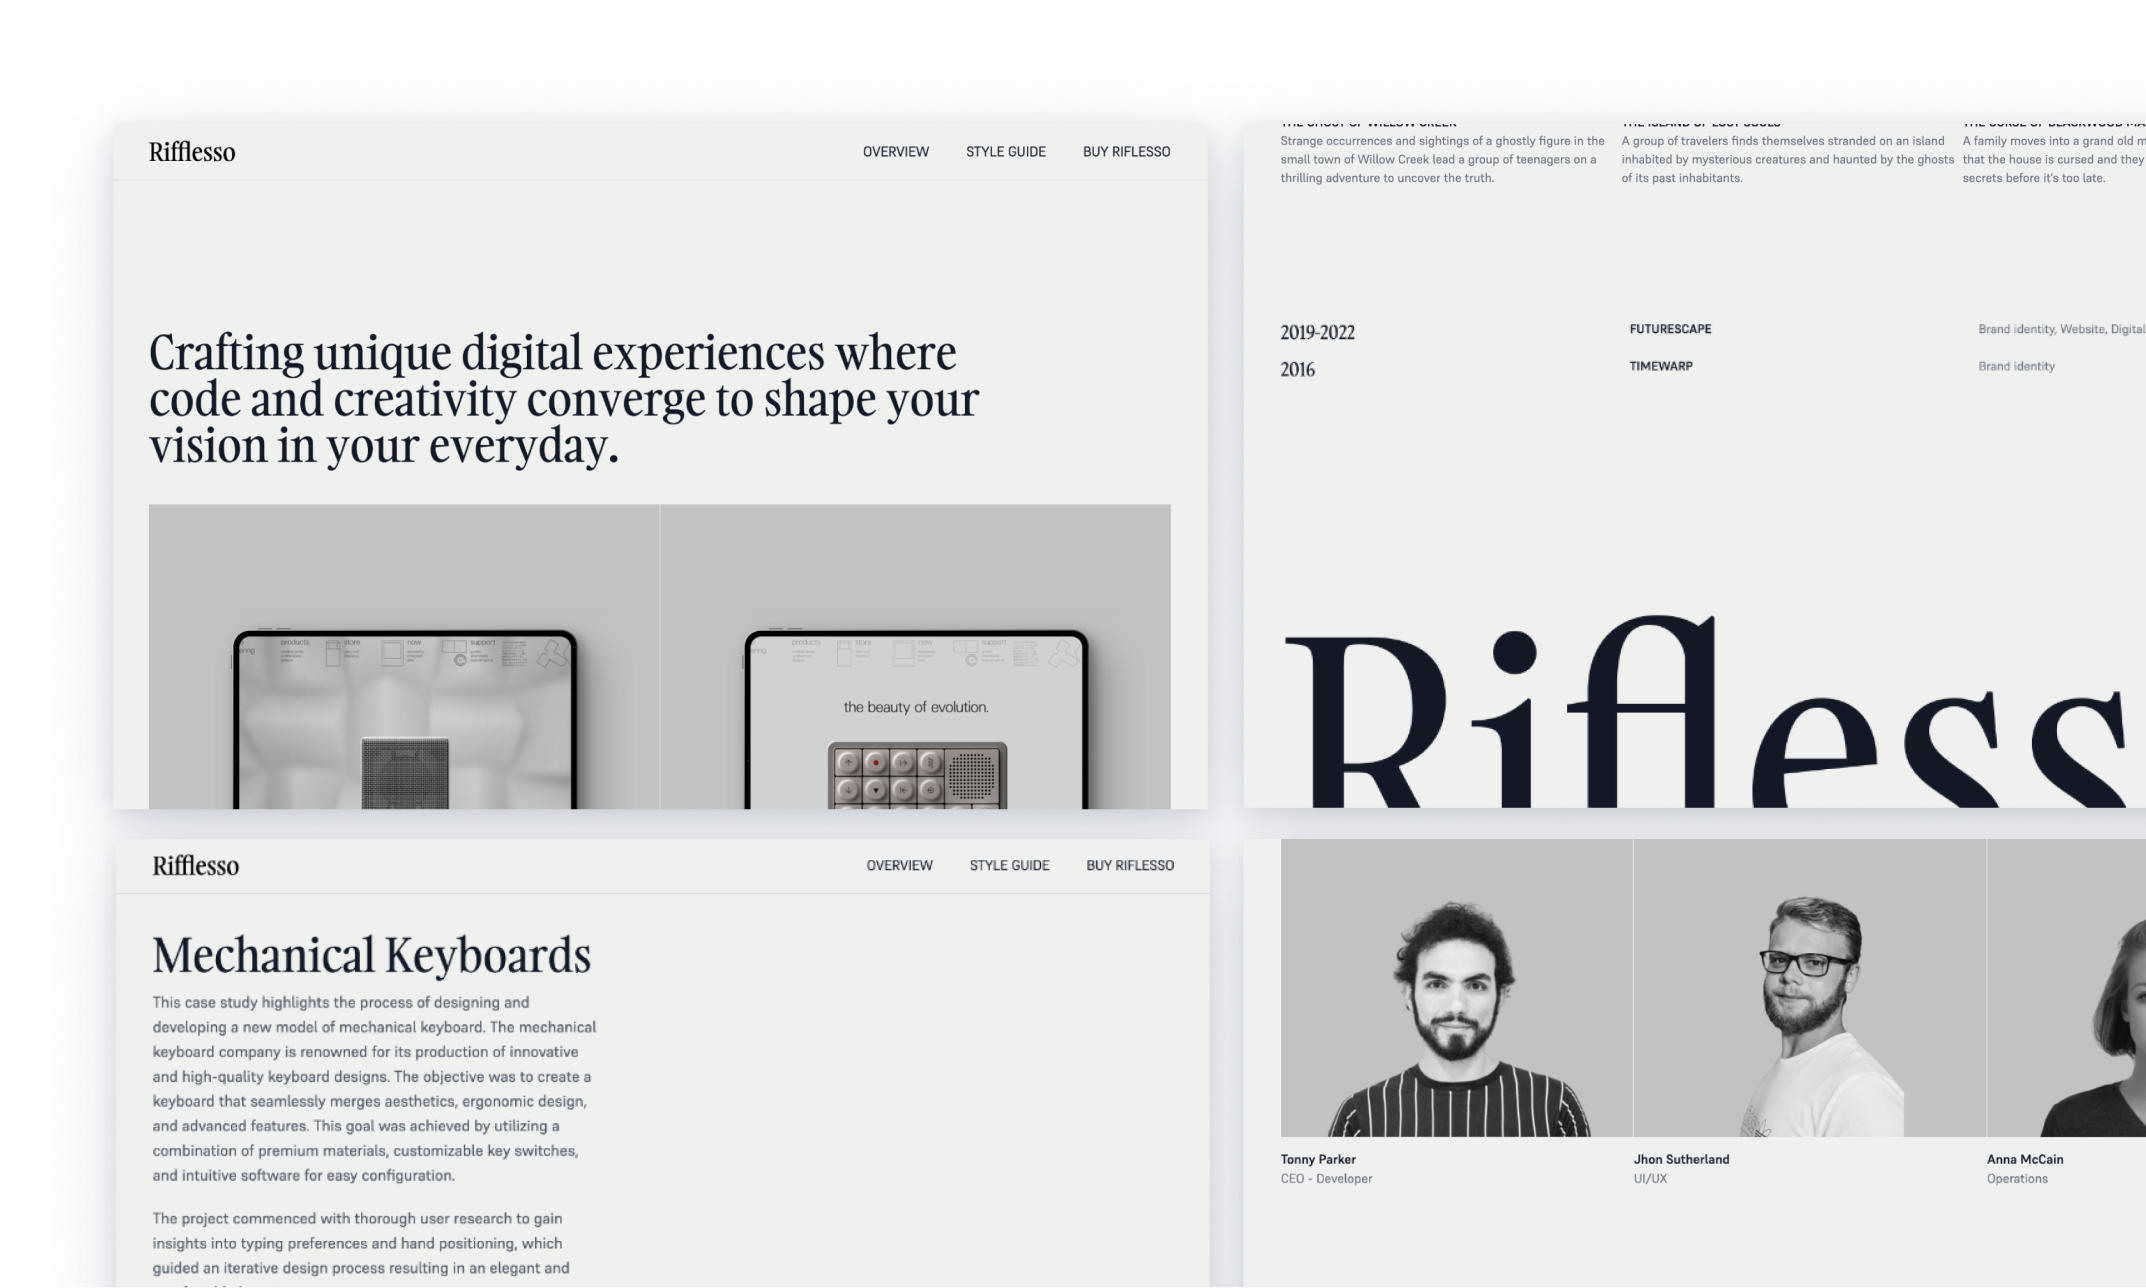 Rifflesso
OVERVIEW
STYLE GUIDE
BUY RIFLESSO
Crafting unique digital experiences where
code and creativity converge to shape your
vision in your everyday.
products
store
now
support
products
store
now
support
the beauty of evolution.
Strange occurrences and sightings of a ghostly figure in the
small town of Willow Creek lead a group of teenagers on a
thrilling adventure to uncover the truth.
A group of travelers finds themselves stranded on an island
inhabited by mysterious creatures and haunted by the ghosts
of its past inhabitants.
A family moves into a grand old m
that the house is cursed and they
secrets before it's too late.
2019-2022
FUTURESCAPE
Brand identity, Website, Digital
2016
TIMEWARP
Brand identity
Rifless
Rifflesso
OVERVIEW
STYLE GUIDE
BUY RIFLESSO
Mechanical Keyboards
This case study highlights the process of designing and
developing a new model of mechanical keyboard. The mechanical
keyboard company is renowned for its production of innovative
and high-quality keyboard designs. The objective was to create a
keyboard that seamlessly merges aesthetics, ergonomic design,
and advanced features. This goal was achieved by utilizing a
combination of premium materials, customizable key switches,
and intuitive software for easy configuration.
The project commenced with thorough user research to gain
insights into typing preferences and hand positioning, which
guided an iterative design process resulting in an elegant and
Tonny Parker
CEO - Developer
Jhon Sutherland
UI/UX
Anna McCain
Operations